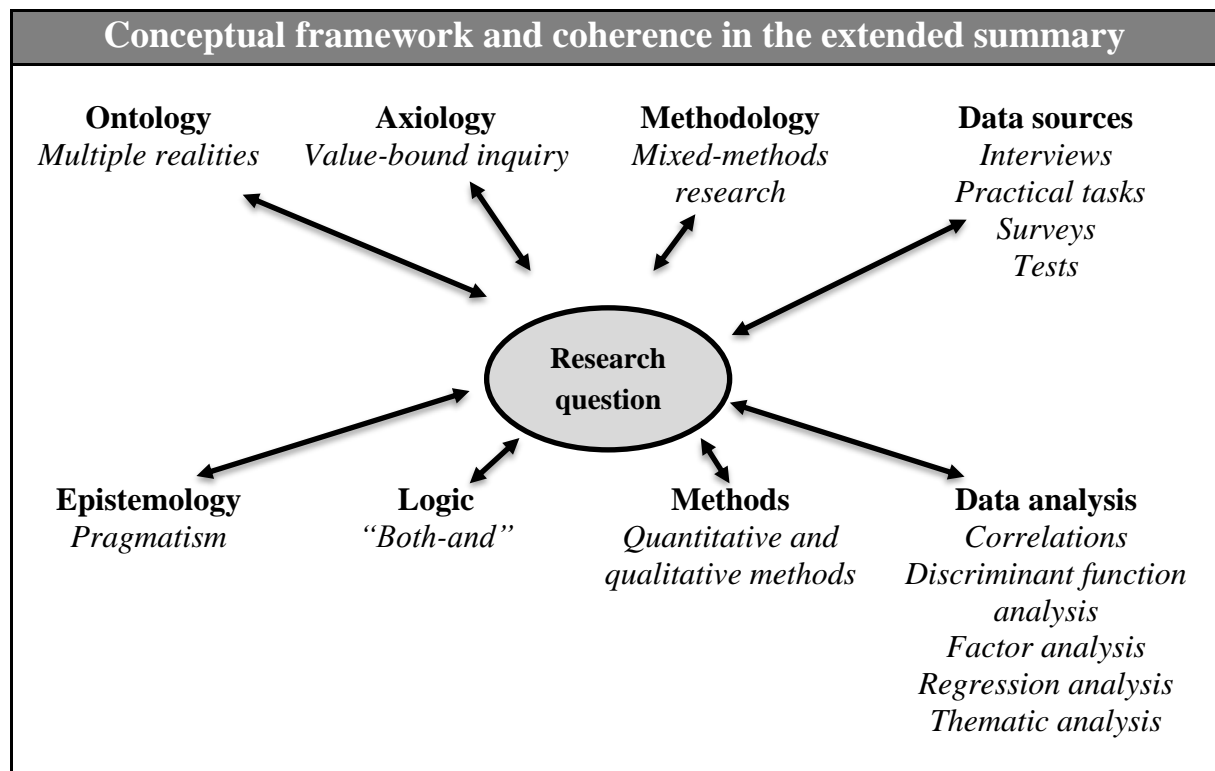 Conceptual framework and coherence in the extended summary
Ontology
Multiple realities
Axiology
Value-bound inquiry
Methodology
Mixed-methods
research
Data sources
Interviews
Practical tasks
Surveys
Tests
Research
question
Epistemology
Pragmatism
Logic
“Both-and”
Methods
Quantitative and
qualitative methods
Data analysis
Correlations
Discriminant function
analysis
Factor analysis
Regression analysis
Thematic analysis